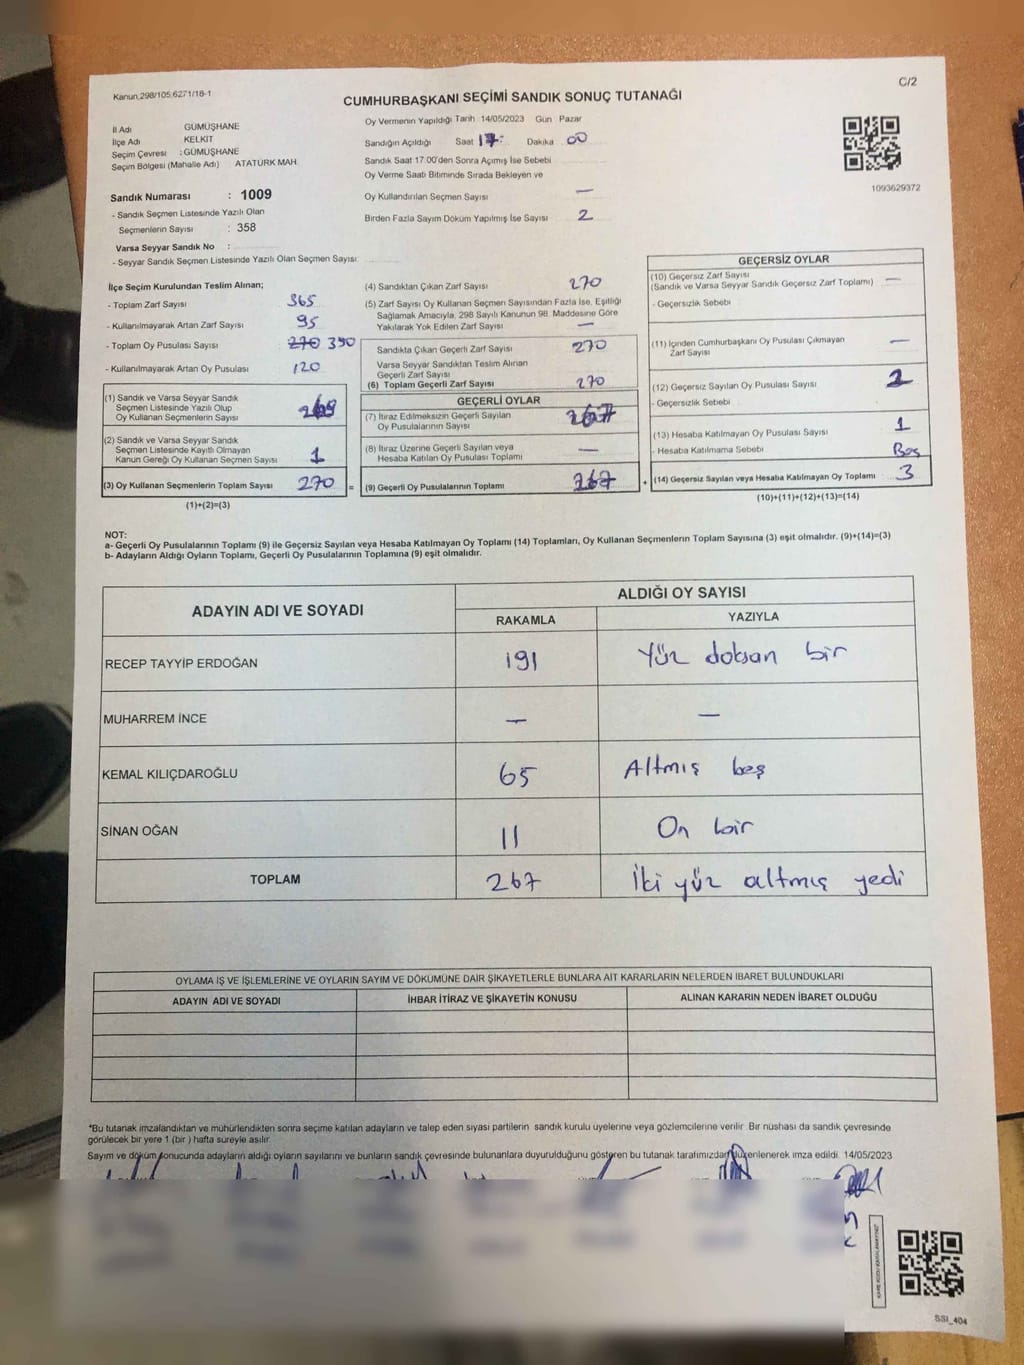 C/2
Kanun.298/105;6271/18-1
CUMHURBAŞKANI SEÇİMİ SANDIK SONUÇ TUTANAĞI
İl Adı GÜMÜŞHANE
İlçe Adı KELKİT
Seçim Çevresi : GÜMÜŞHANE
Seçim Bölgesi (Mahalle Adı) ATATÜRK MAH.
Oy Vermenin Yapıldığı Tarih 14/05/2023 Gün Pazar
Sandığın Açıldığı Saat 17: Dakika 00
Sandık Saat 17.00'den Sonra Açımış İse Sebebi
Oy Verme Saati Bitiminde Sırada Bekleyen ve
Oy Kullandırılan Seçmen Sayısı —
Birden Fazla Sayım Döküm Yapılmış İse Sayısı 2
1093629372
Sandık Numarası : 1009
- Sandık Seçmen Listesinde Yazılı Olan
Seçmenlerin Sayısı : 358
Varsa Seyyar Sandık No :
- Seyyar Sandık Seçmen Listesinde Yazılı Olan Seçmen Sayısı:
İlçe Seçim Kurulundan Teslim Alınan;
- Toplam Zarf Sayısı 365
- Kullanılmayarak Artan Zarf Sayısı 95
- Toplam Oy Pusulası Sayısı 270 390
- Kullanılmayarak Artan Oy Pusulası 120
(1) Sandık ve Varsa Seyyar Sandık
Seçmen Listesinde Yazılı Olup
Oy Kullanan Seçmenlerin Sayısı 269
(2) Sandık ve Varsa Seyyar Sandık
Seçmen Listesinde Kayıtlı Olmayan
Kanun Gereği Oy Kullanan Seçmen Sayısı 1
(3) Oy Kullanan Seçmenlerin Toplam Sayısı 270 =
(1)+(2)=(3)
(4) Sandıktan Çıkan Zarf Sayısı 270
(5) Zarf Sayısı Oy Kullanan Seçmen Sayısından Fazla İse, Eşitliği
Sağlamak Amacıyla, 298 Sayılı Kanunun 98. Maddesine Göre
Yakılarak Yok Edilen Zarf Sayısı —
Sandıkta Çıkan Geçerli Zarf Sayısı 270
Varsa Seyyar Sandıktan Teslim Alınan
Geçerli Zarf Sayısı
(6) Toplam Geçerli Zarf Sayısı 270
GEÇERLİ OYLAR
(7) İtiraz Edilmeksizin Geçerli Sayılan
Oy Pusulalarının Sayısı 267
(8) İtiraz Üzerine Geçerli Sayılan veya
Hesaba Katılan Oy Pusulası Toplamı —
(9) Geçerli Oy Pusulalarının Toplamı 267 +
GEÇERSİZ OYLAR
(10) Geçersiz Zarf Sayısı
(Sandık ve Varsa Seyyar Sandık Geçersiz Zarf Toplamı) —
- Geçersizlik Sebebi
(11) İçinden Cumhurbaşkanı Oy Pusulası Çıkmayan
Zarf Sayısı —
(12) Geçersiz Sayılan Oy Pusulası Sayısı 2
- Geçersizlik Sebebi
(13) Hesaba Katılmayan Oy Pusulası Sayısı 1
- Hesaba Katılmama Sebebi Boş
(14) Geçersiz Sayılan veya Hesaba Katılmayan Oy Toplamı 3
(10)+(11)+(12)+(13)=(14)
NOT:
a- Geçerli Oy Pusulalarının Toplamı (9) ile Geçersiz Sayılan veya Hesaba Katılmayan Oy Toplamı (14) Toplamları, Oy Kullanan Seçmenlerin Toplam Sayısına (3) eşit olmalıdır. (9)+(14)=(3)
b- Adayların Aldığı Oyların Toplamı, Geçerli Oy Pusulalarının Toplamına (9) eşit olmalıdır.
ADAYIN ADI VE SOYADI ALDIĞI OY SAYISI
RAKAMLA YAZIYLA
RECEP TAYYİP ERDOĞAN 191 Yüz doksan bir
MUHARREM İNCE — —
KEMAL KILIÇDAROĞLU 65 Altmış beş
SİNAN OĞAN 11 On bir
TOPLAM 267 İki yüz altmış yedi
OYLAMA İŞ VE İŞLEMLERİNE VE OYLARIN SAYIM VE DÖKÜMÜNE DAİR ŞİKAYETLERLE BUNLARA AİT KARARLARIN NELERDEN İBARET BULUNDUKLARI
ADAYIN ADI VE SOYADI İHBAR İTİRAZ VE ŞİKAYETİN KONUSU ALINAN KARARIN NEDEN İBARET OLDUĞU
*Bu tutanak imzalandıktan ve mühürlendikten sonra seçime katılan adayların ve talep eden siyasi partilerin sandık kurulu üyelerine veya gözlemcilerine verilir. Bir nüshası da sandık çevresinde
görülecek bir yere 1 (bir ) hafta süreyle asılır.
Sayım ve döküm sonucunda adayların aldığı oyların sayılarını ve bunların sandık çevresinde bulunanlara duyurulduğunu gösteren bu tutanak tarafımızdan düzenlenerek imza edildi. 14/05/2023
SSI_404